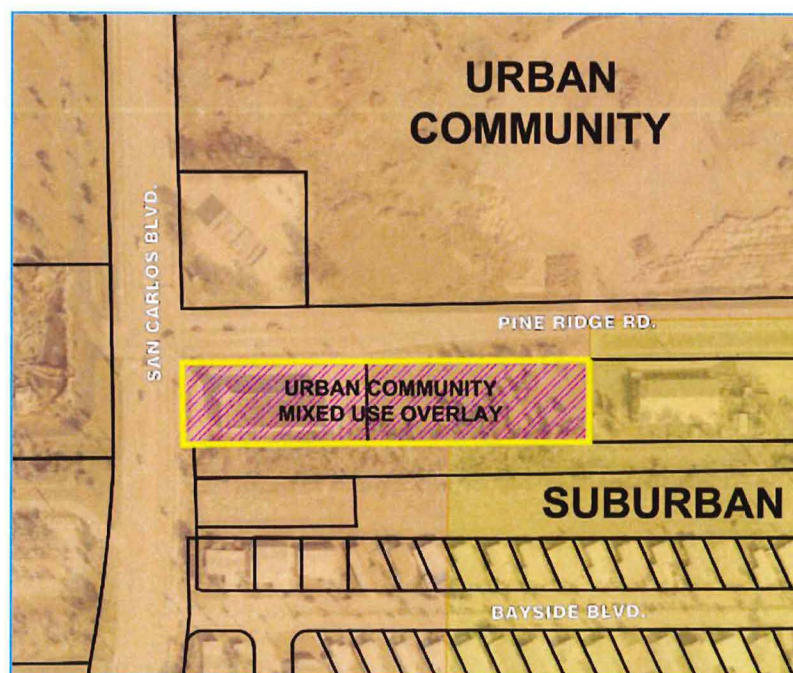 URBAN
COMMUNITY
SAN CARLOS BLVD.
PINE RIDGE RD.
URBAN COMMUNITY
MIXED USE OVERLAY
SUBURBAN
BAYSIDE BLVD.